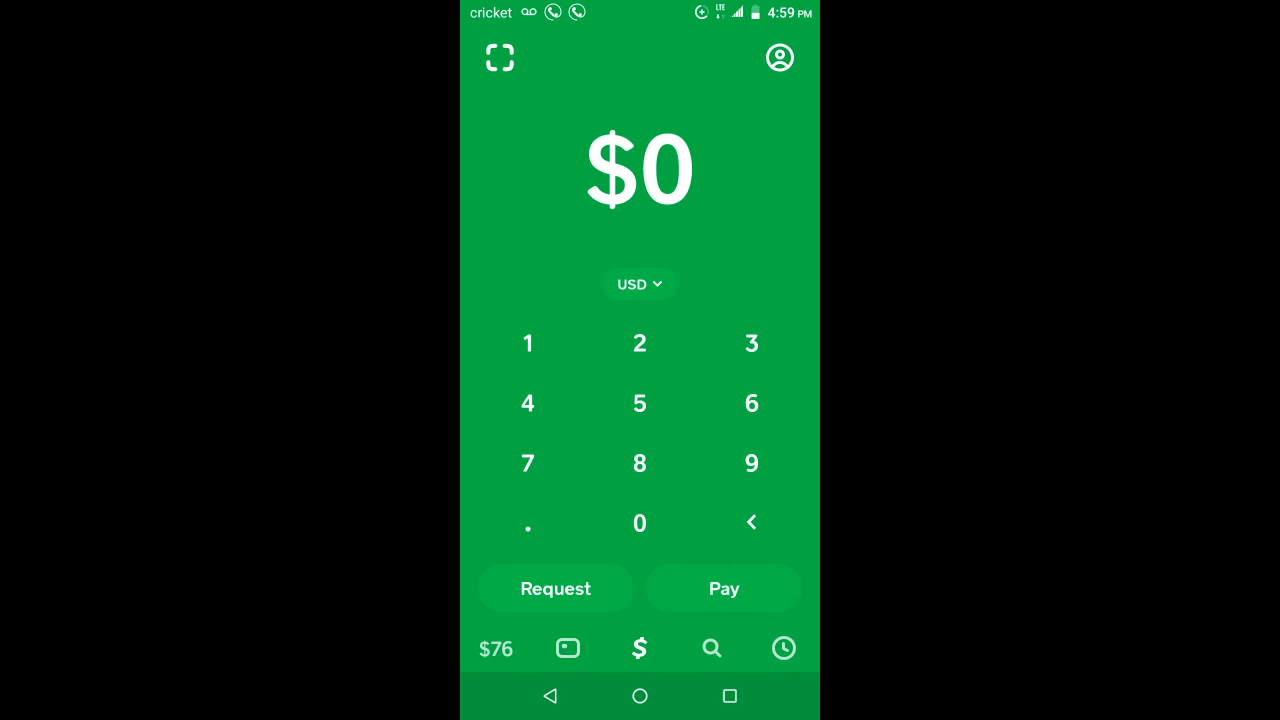 cricket LTE 4:59 PM
$0
USD
1 2 3
4 5 6
7 8 9
. 0 <
Request Pay
$76 $